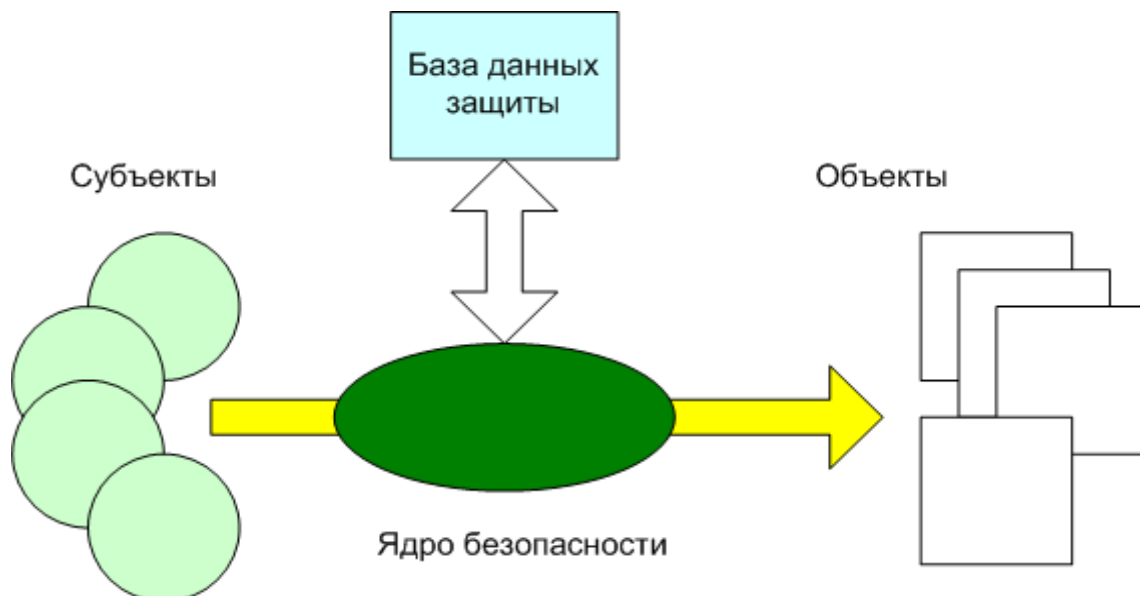 База данных
защиты
Субъекты
Объекты
Ядро безопасности